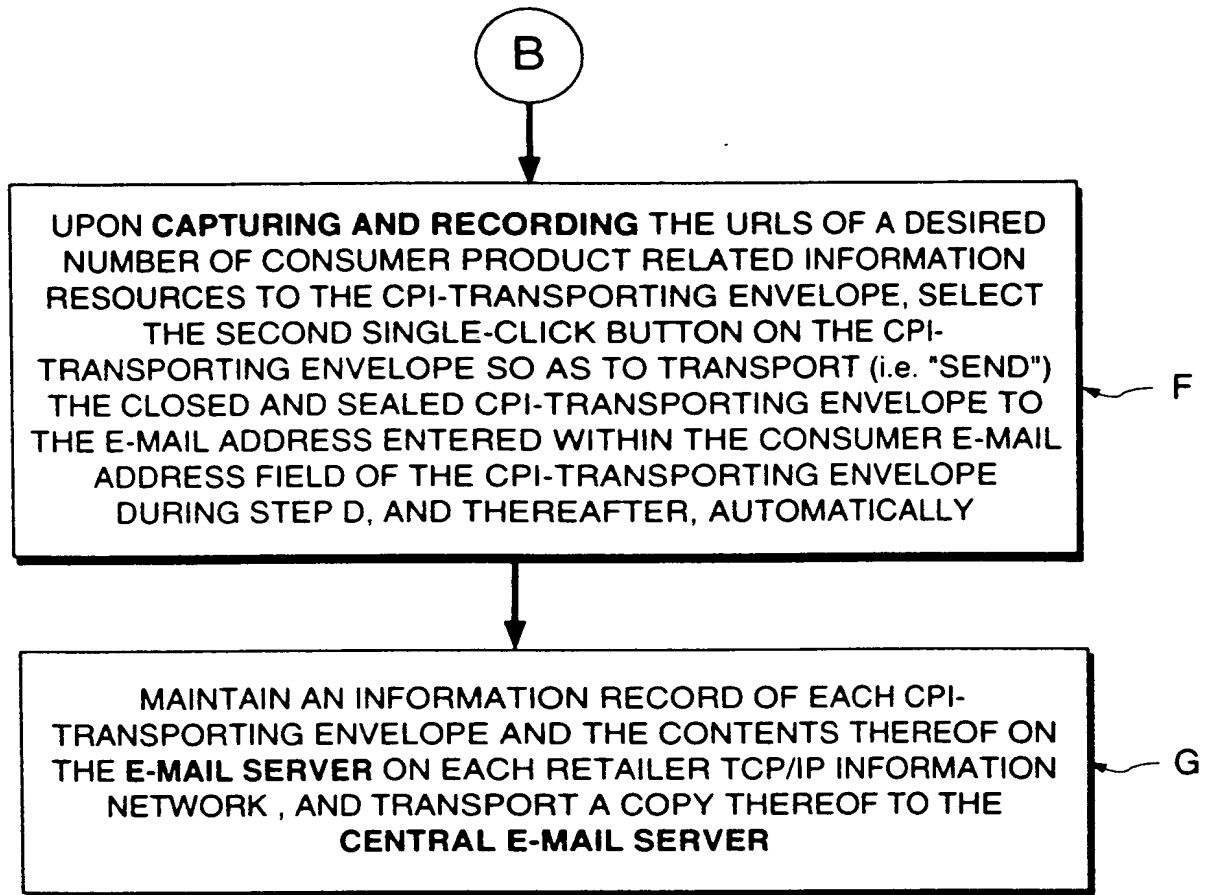 B
UPON CAPTURING AND RECORDING THE URLS OF A DESIRED
NUMBER OF CONSUMER PRODUCT RELATED INFORMATION
RESOURCES TO THE CPI-TRANSPORTING ENVELOPE, SELECT
THE SECOND SINGLE-CLICK BUTTON ON THE CPI-
TRANSPORTING ENVELOPE SO AS TO TRANSPORT (i.e. "SEND")
THE CLOSED AND SEALED CPI-TRANSPORTING ENVELOPE TO
THE E-MAIL ADDRESS ENTERED WITHIN THE CONSUMER E-MAIL
ADDRESS FIELD OF THE CPI-TRANSPORTING ENVELOPE
DURING STEP D, AND THEREAFTER, AUTOMATICALLY
F
MAINTAIN AN INFORMATION RECORD OF EACH CPI-
TRANSPORTING ENVELOPE AND THE CONTENTS THEREOF ON
THE E-MAIL SERVER ON EACH RETAILER TCP/IP INFORMATION
NETWORK , AND TRANSPORT A COPY THEREOF TO THE
CENTRAL E-MAIL SERVER
G